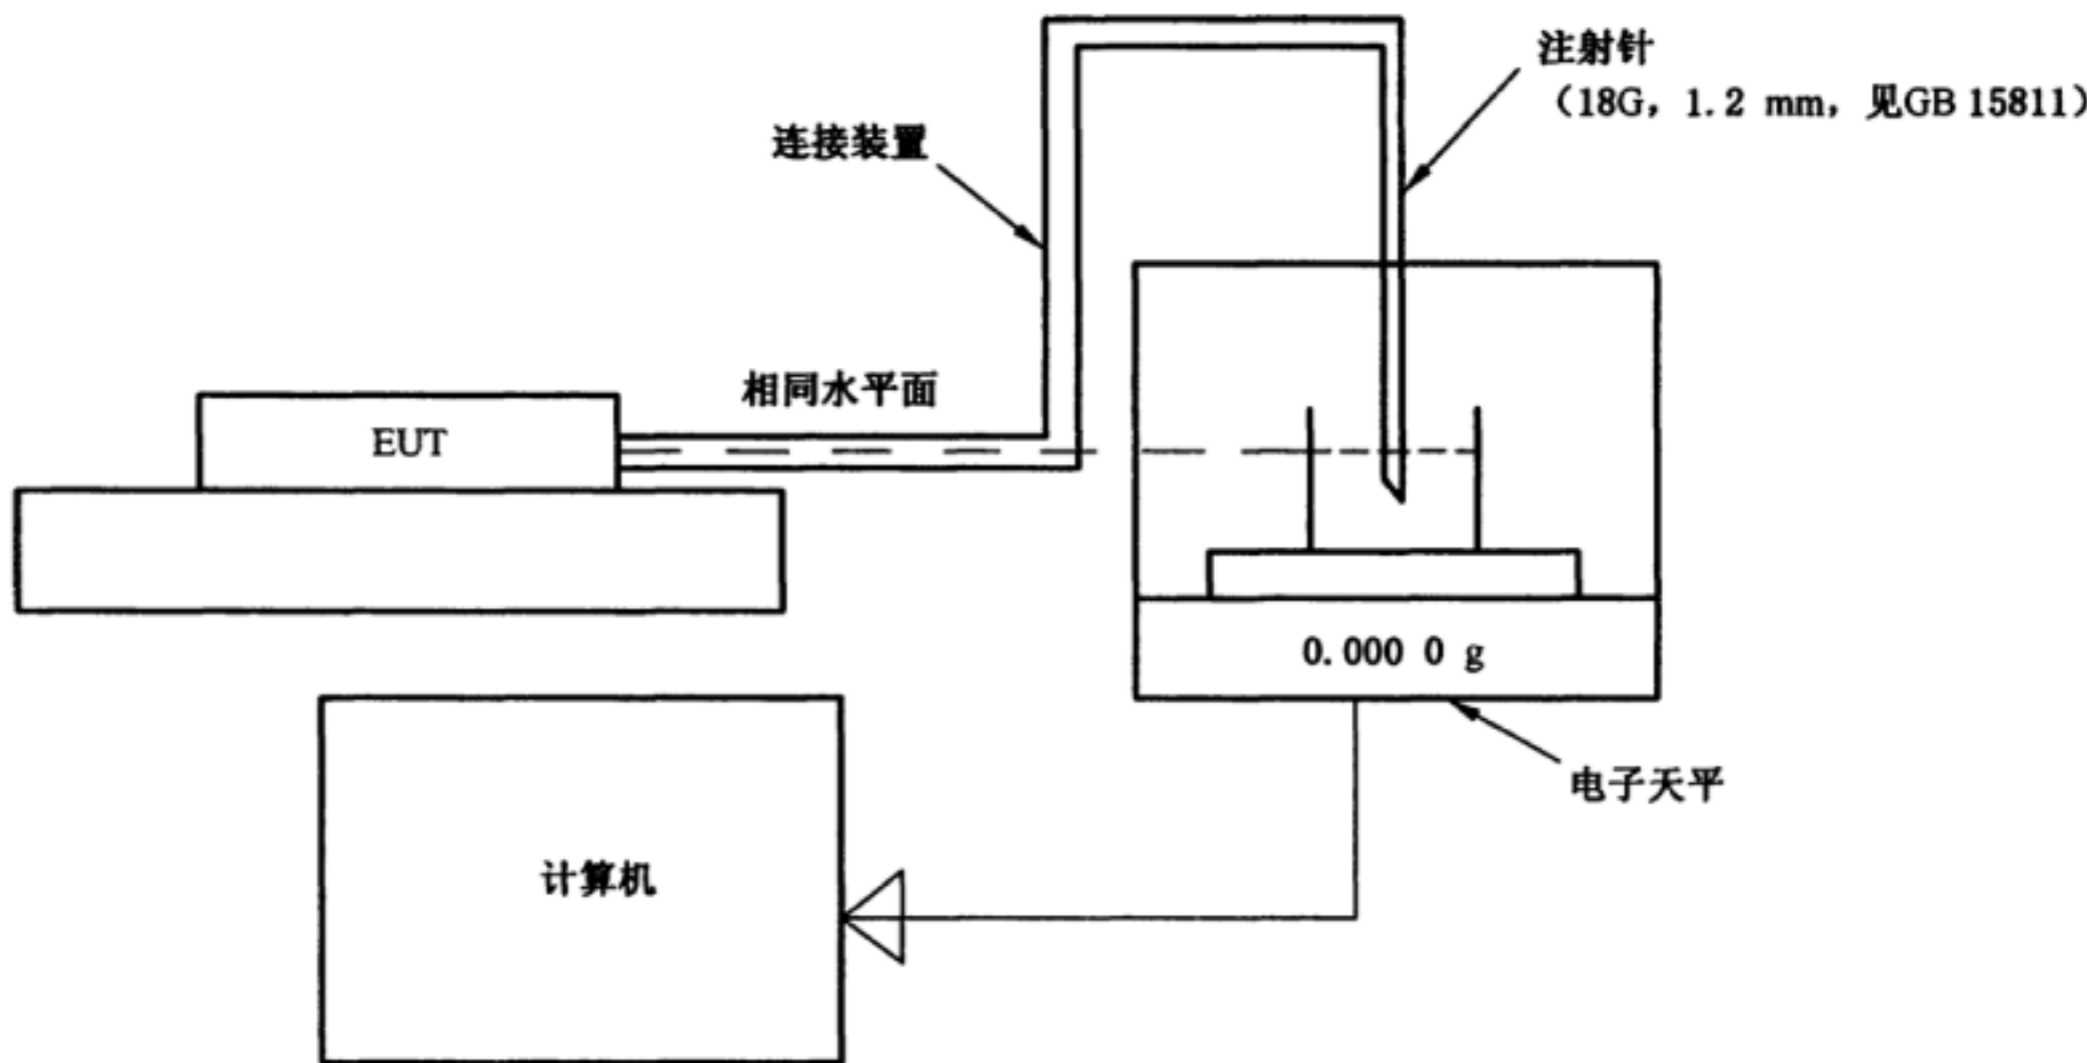 注射针
（18G，1.2 mm，见GB 15811）
连接装置
相同水平面
EUT
0.000 0 g
电子天平
计算机